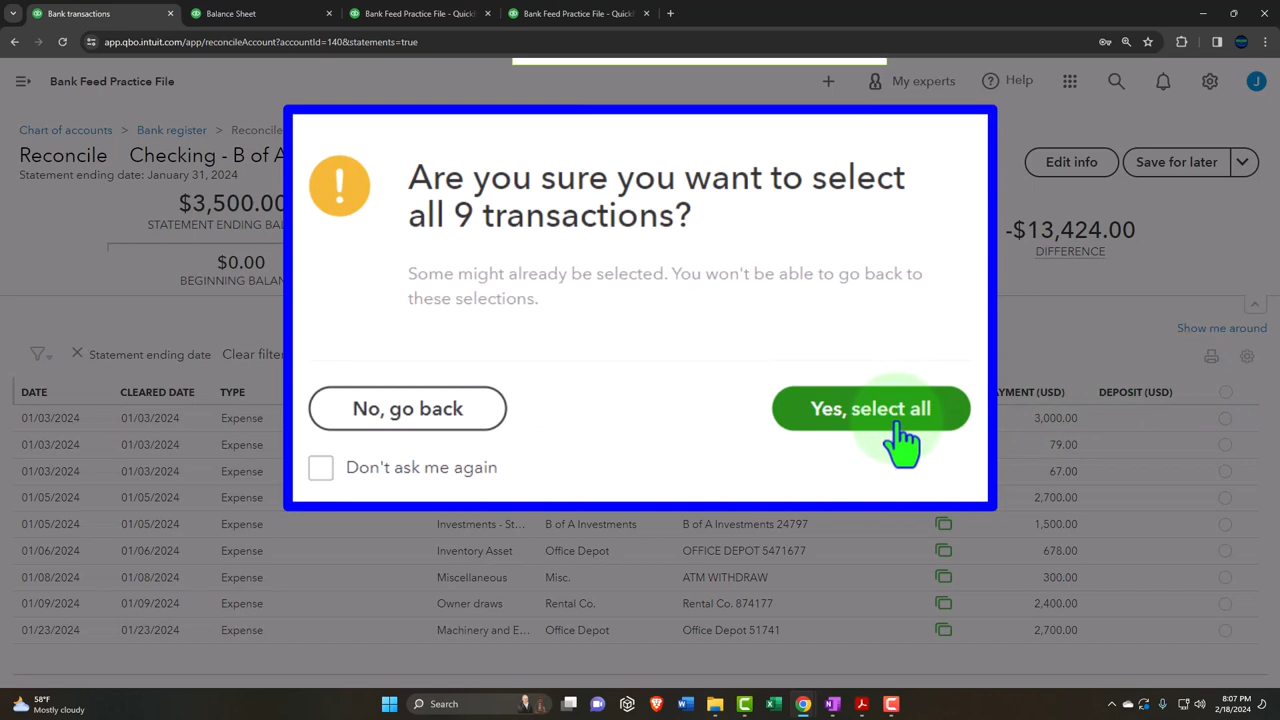 Bank transactions
Balance Sheet
Bank Feed Practice File - Quick
Bank Feed Practice File - Quick
app.qbo.intuit.com/app/reconcileAccount?accountId=140&statements=true
Bank Feed Practice File
My experts
Help
J
Chart of accounts > Bank register > Reconcile
Reconcile Checking - B of A
Statement ending date: January 31, 2024
Edit info
Save for later
$3,500.00
STATEMENT ENDING BAL
$0.00
BEGINNING BALAN
-$13,424.00
DIFFERENCE
Are you sure you want to select
all 9 transactions?
Some might already be selected. You won't be able to go back to
these selections.
No, go back
Yes, select all
Don't ask me again
Show me around
Statement ending date Clear filter
DATE CLEARED DATE TYPE AYMENT (USD) DEPOSIT (USD)
01/03/2024 01/03/2024 Expense 3,000.00
01/03/2024 01/03/2024 Expense 79.00
01/03/2024 01/03/2024 Expense 67.00
01/05/2024 01/05/2024 Expense 2,700.00
01/05/2024 01/05/2024 Expense Investments - St... B of A Investments B of A Investments 24797 1,500.00
01/06/2024 01/06/2024 Expense Inventory Asset Office Depot OFFICE DEPOT 5471677 678.00
01/08/2024 01/08/2024 Expense Miscellaneous Misc. ATM WITHDRAW 300.00
01/09/2024 01/09/2024 Expense Owner draws Rental Co. Rental Co. 874177 2,400.00
01/23/2024 01/23/2024 Expense Machinery and E... Office Depot Office Depot 51741 2,700.00
58°F
Mostly cloudy
Search
8:07 PM
2/18/2024